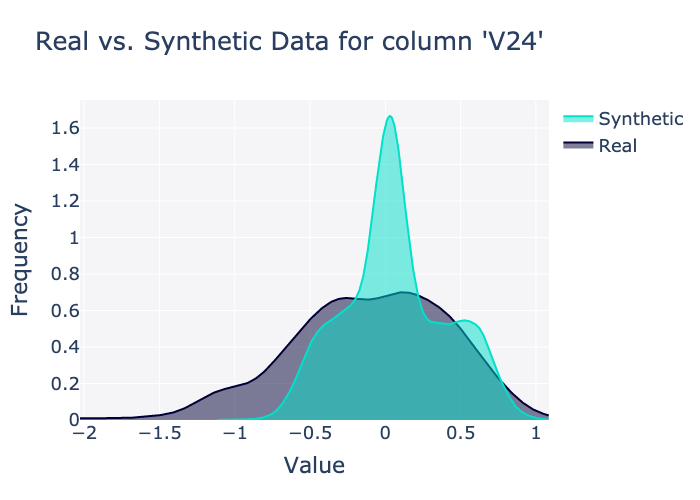 Real vs. Synthetic Data for column 'V24'
Synthetic
Real
Frequency
1.6
1.4
1.2
1
0.8
0.6
0.4
0.2
0
−2 −1.5 −1 −0.5 0 0.5 1
Value